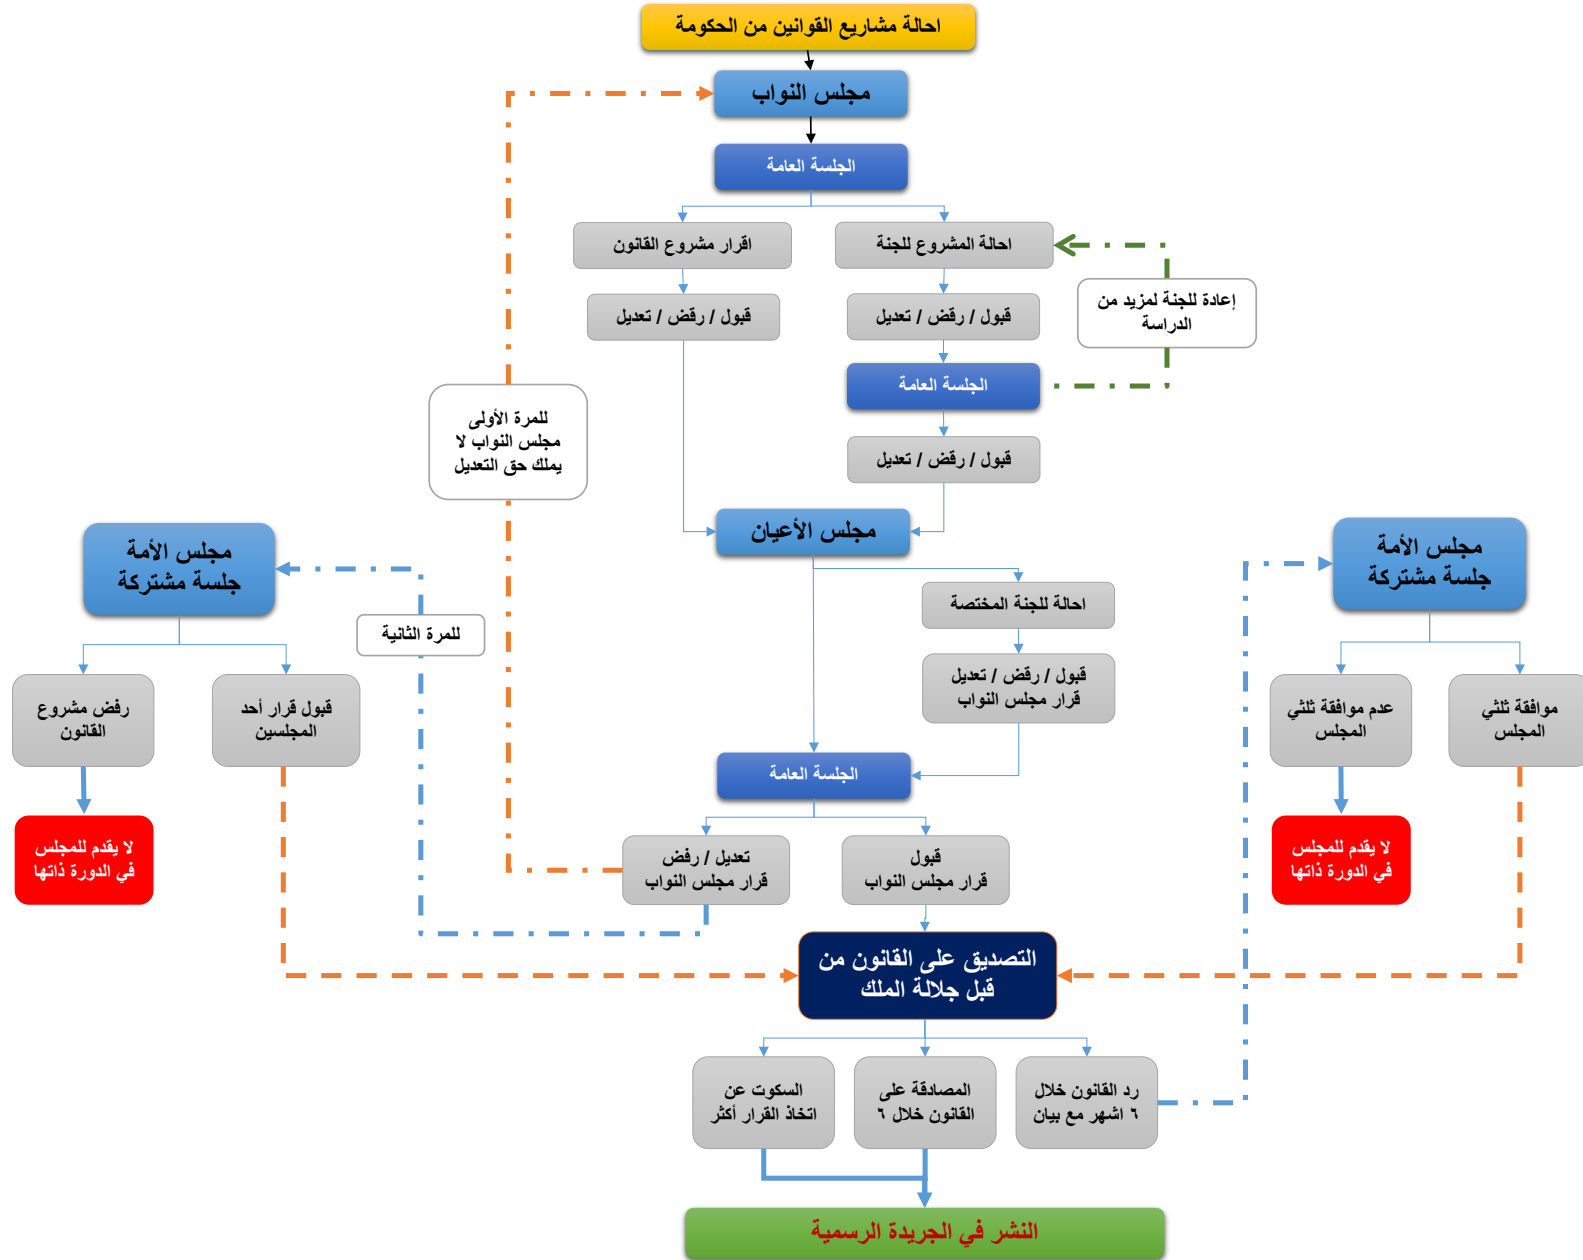 احالة مشاريع القوانين من الحكومة
مجلس النواب
الجلسة العامة
احالة المشروع للجنة
اقرار مشروع القانون
إعادة للجنة لمزيد من
الدراسة
قبول / رقض / تعديل
قبول / رقض / تعديل
الجلسة العامة
للمرة الأولى
مجلس النواب لا
يملك حق التعديل
قبول / رقض / تعديل
مجلس الأعيان
مجلس الأمة
جلسة مشتركة
مجلس الأمة
جلسة مشتركة
احالة للجنة المختصة
للمرة الثانية
قبول / رقض / تعديل
قرار مجلس النواب
موافقة ثلثي
المجلس
عدم موافقة ثلثي
المجلس
قبول قرار أحد
المجلسين
رفض مشروع
القانون
الجلسة العامة
لا يقدم للمجلس
في الدورة ذاتها
قبول
قرار مجلس النواب
تعديل / رفض
قرار مجلس النواب
لا يقدم للمجلس
في الدورة ذاتها
التصديق على القانون من
قبل جلالة الملك
رد القانون خلال
٦ اشهر مع بيان
المصادقة على
القانون خلال ٦
السكوت عن
اتخاذ القرار أكثر
النشر في الجريدة الرسمية